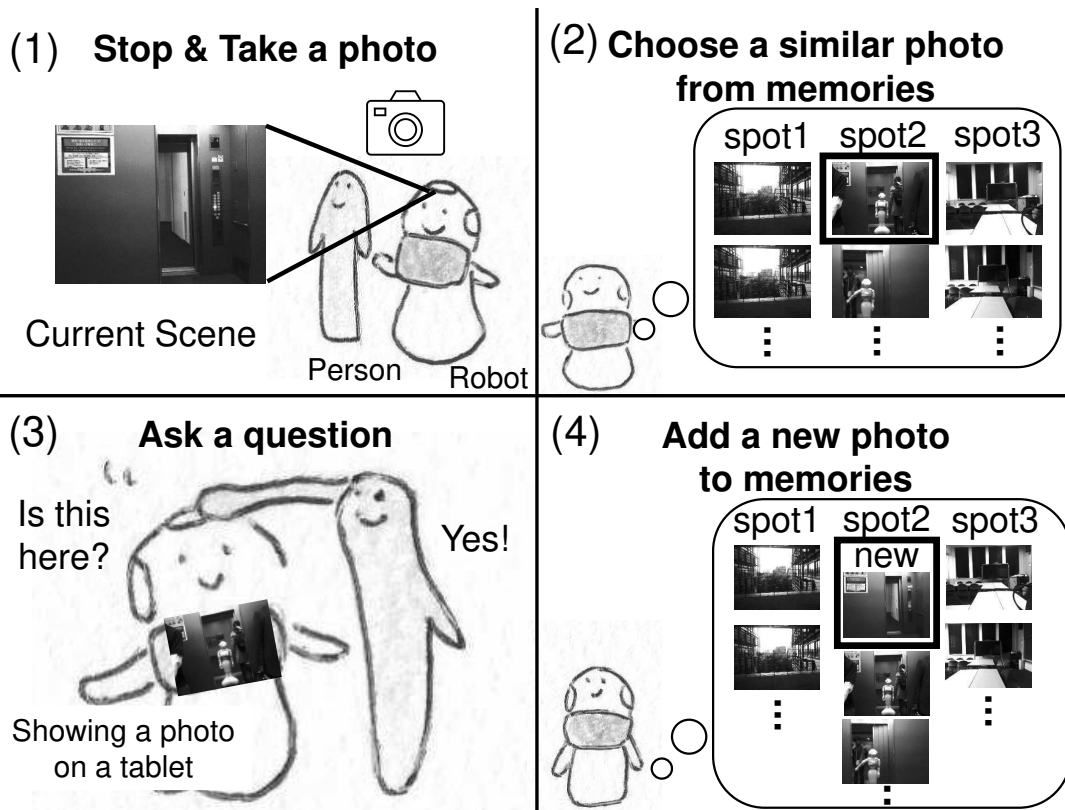 (1) Stop & Take a photo
Current Scene
Person
Robot
(2) Choose a similar photo
from memories
spot1 spot2 spot3
(3) Ask a question
Is this
here?
Yes!
Showing a photo
on a tablet
(4) Add a new photo
to memories
spot1 spot2 spot3
new